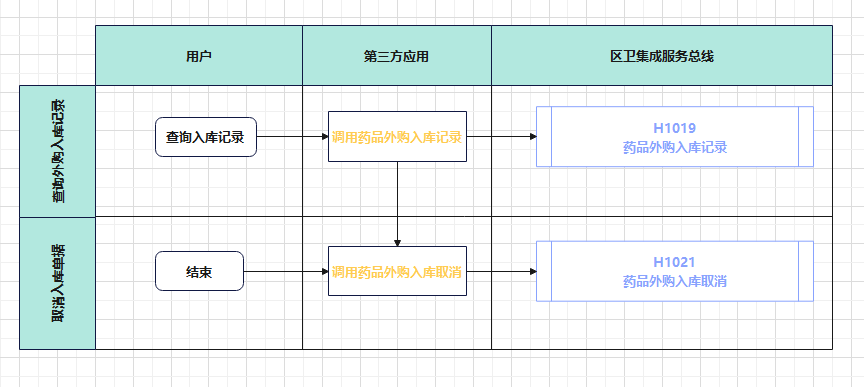 用户
第三方应用
区卫集成服务总线
查询外购入库记录
查询入库记录
调用药品外购入库记录
H1019
药品外购入库记录
取消入库单据
结束
调用药品外购入库取消
H1021
药品外购入库取消